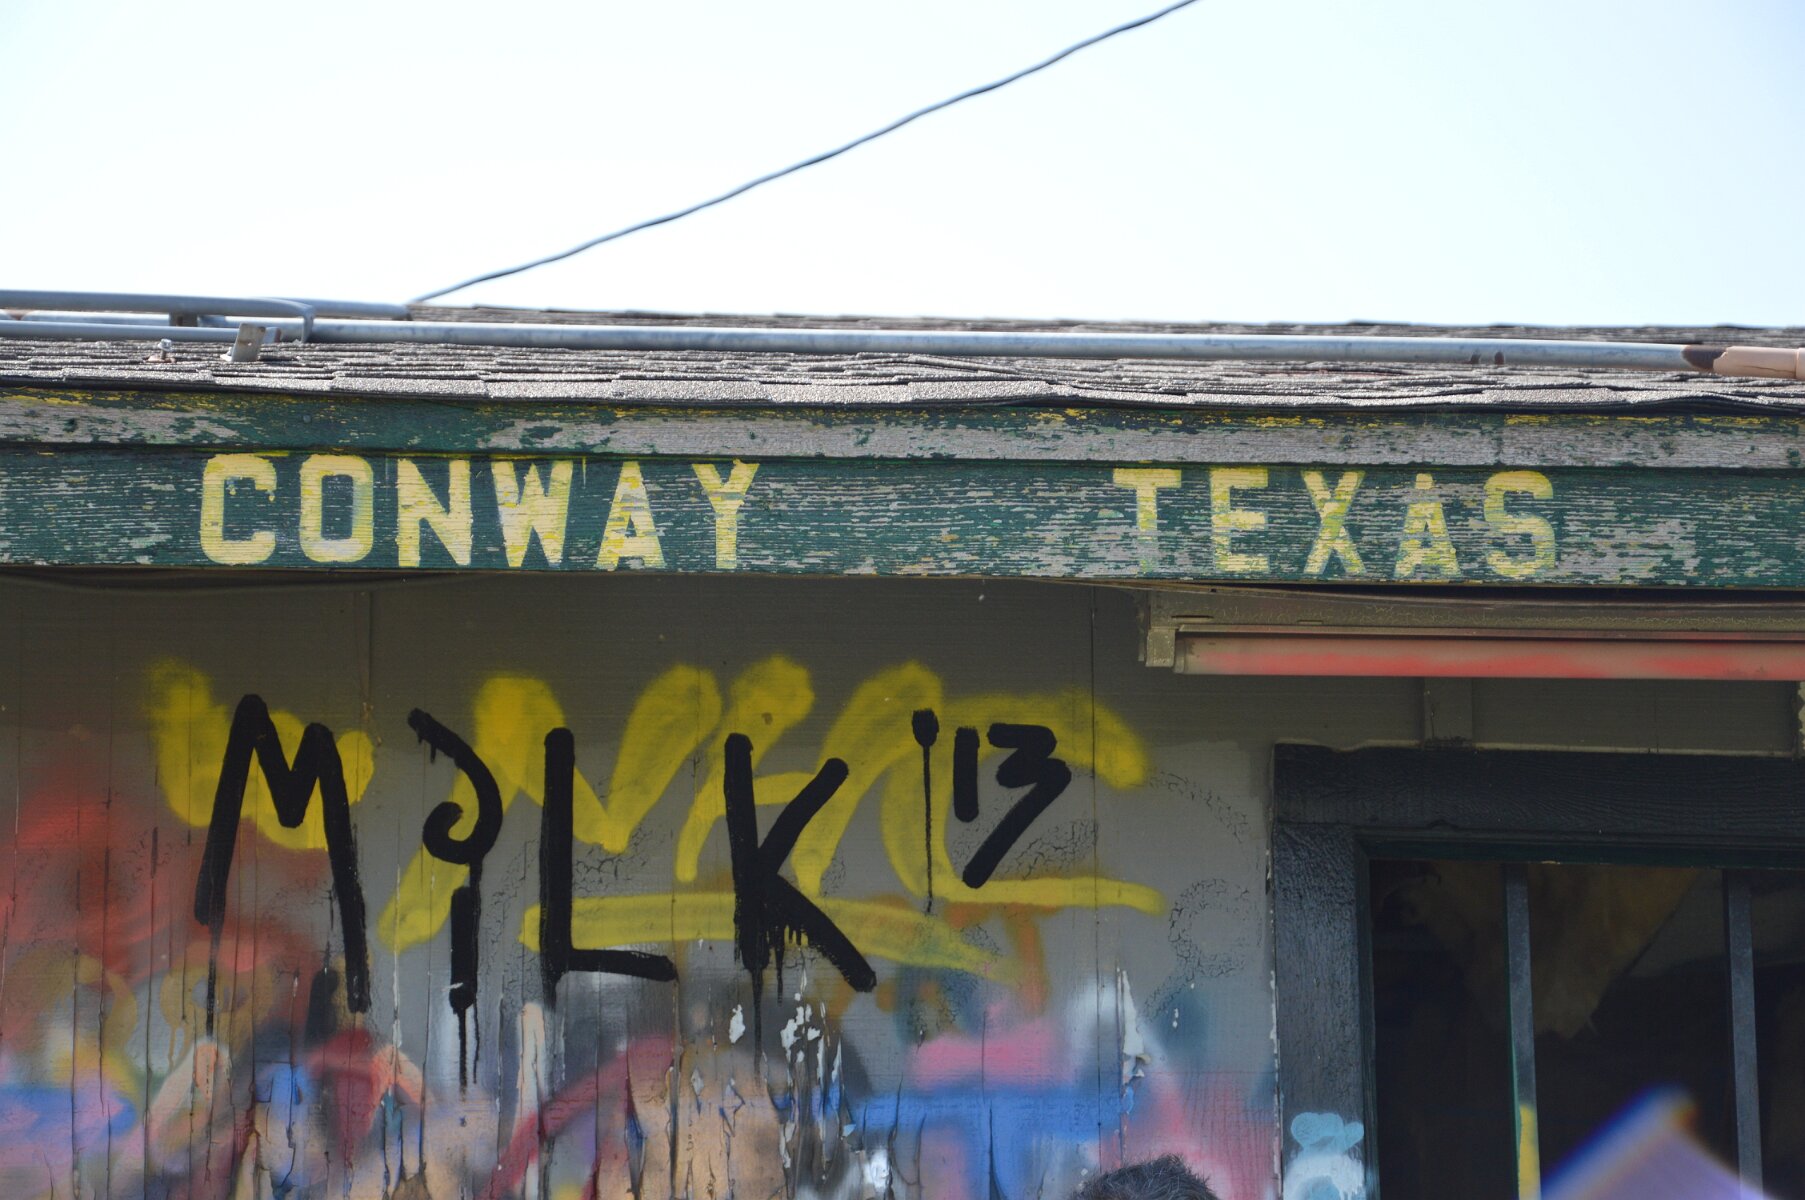 CONWAY TEXAS
MiLK '13